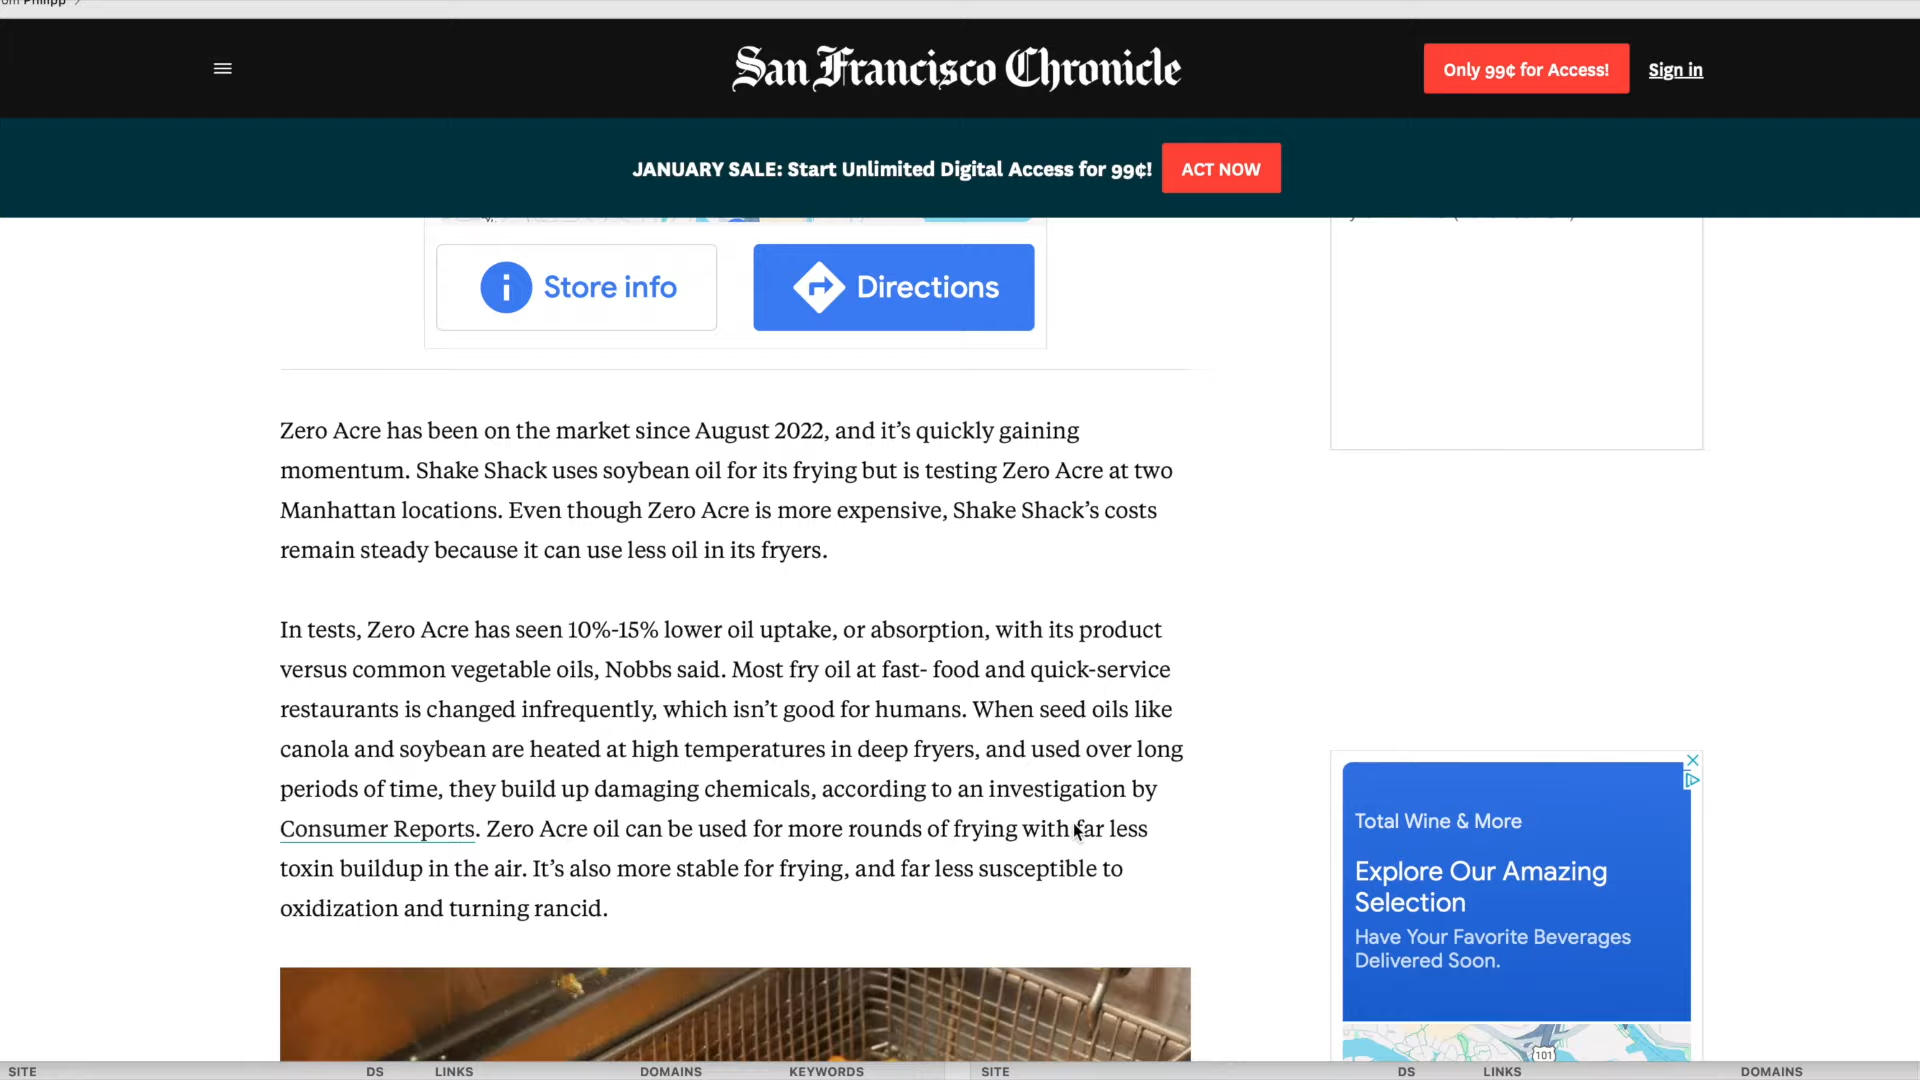 Philipp
San Francisco Chronicle
Only 99¢ for Access!
Sign in
JANUARY SALE: Start Unlimited Digital Access for 99¢!
ACT NOW
Store info
Directions
Zero Acre has been on the market since August 2022, and it’s quickly gaining
momentum. Shake Shack uses soybean oil for its frying but is testing Zero Acre at two
Manhattan locations. Even though Zero Acre is more expensive, Shake Shack’s costs
remain steady because it can use less oil in its fryers.
In tests, Zero Acre has seen 10%-15% lower oil uptake, or absorption, with its product
versus common vegetable oils, Nobbs said. Most fry oil at fast- food and quick-service
restaurants is changed infrequently, which isn’t good for humans. When seed oils like
canola and soybean are heated at high temperatures in deep fryers, and used over long
periods of time, they build up damaging chemicals, according to an investigation by
Consumer Reports. Zero Acre oil can be used for more rounds of frying with far less
toxin buildup in the air. It’s also more stable for frying, and far less susceptible to
oxidization and turning rancid.
Total Wine & More
Explore Our Amazing
Selection
Have Your Favorite Beverages
Delivered Soon.
101
SITE DS LINKS DOMAINS KEYWORDS SITE DS LINKS DOMAINS